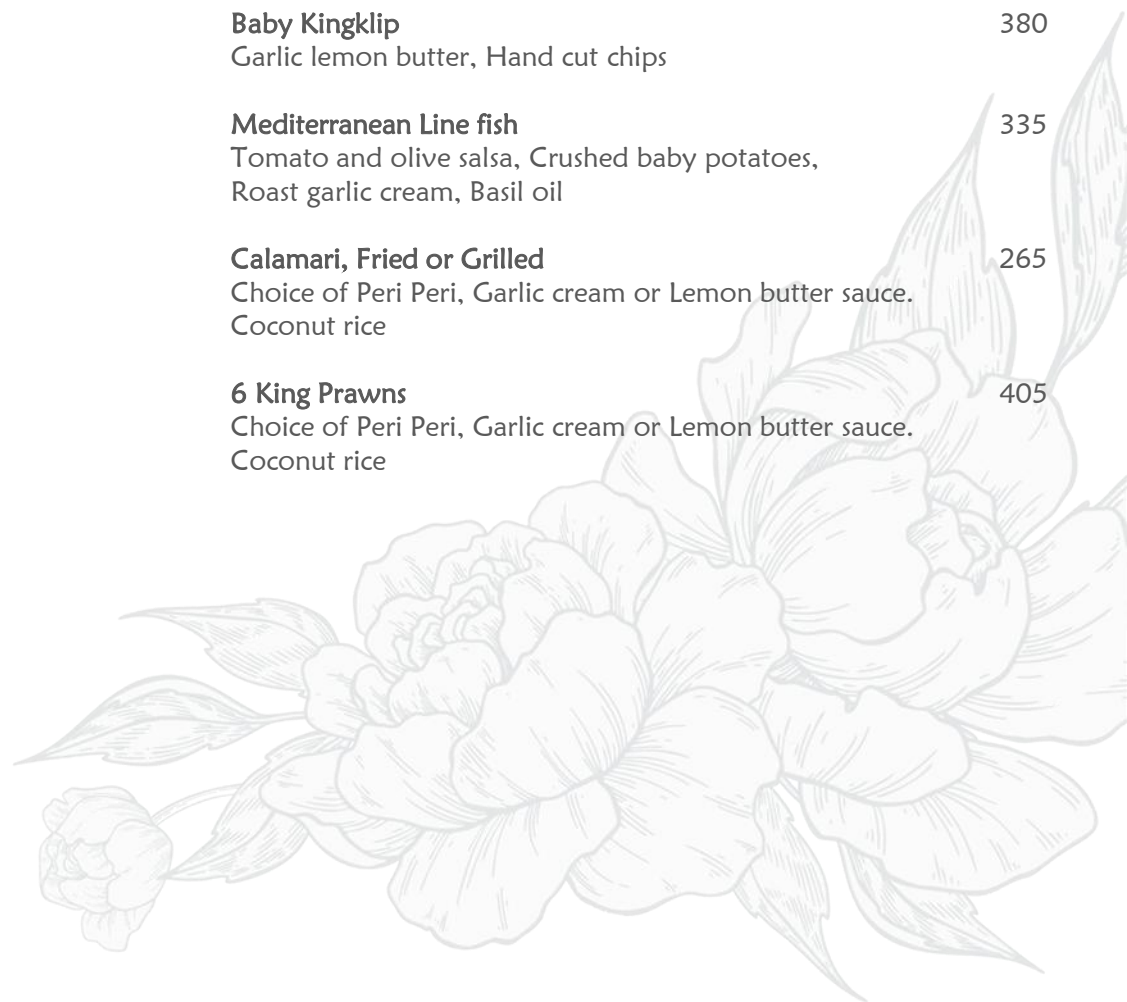 Baby Kingklip 380
Garlic lemon butter, Hand cut chips
Mediterranean Line fish 335
Tomato and olive salsa, Crushed baby potatoes,
Roast garlic cream, Basil oil
Calamari, Fried or Grilled 265
Choice of Peri Peri, Garlic cream or Lemon butter sauce.
Coconut rice
6 King Prawns 405
Choice of Peri Peri, Garlic cream or Lemon butter sauce.
Coconut rice